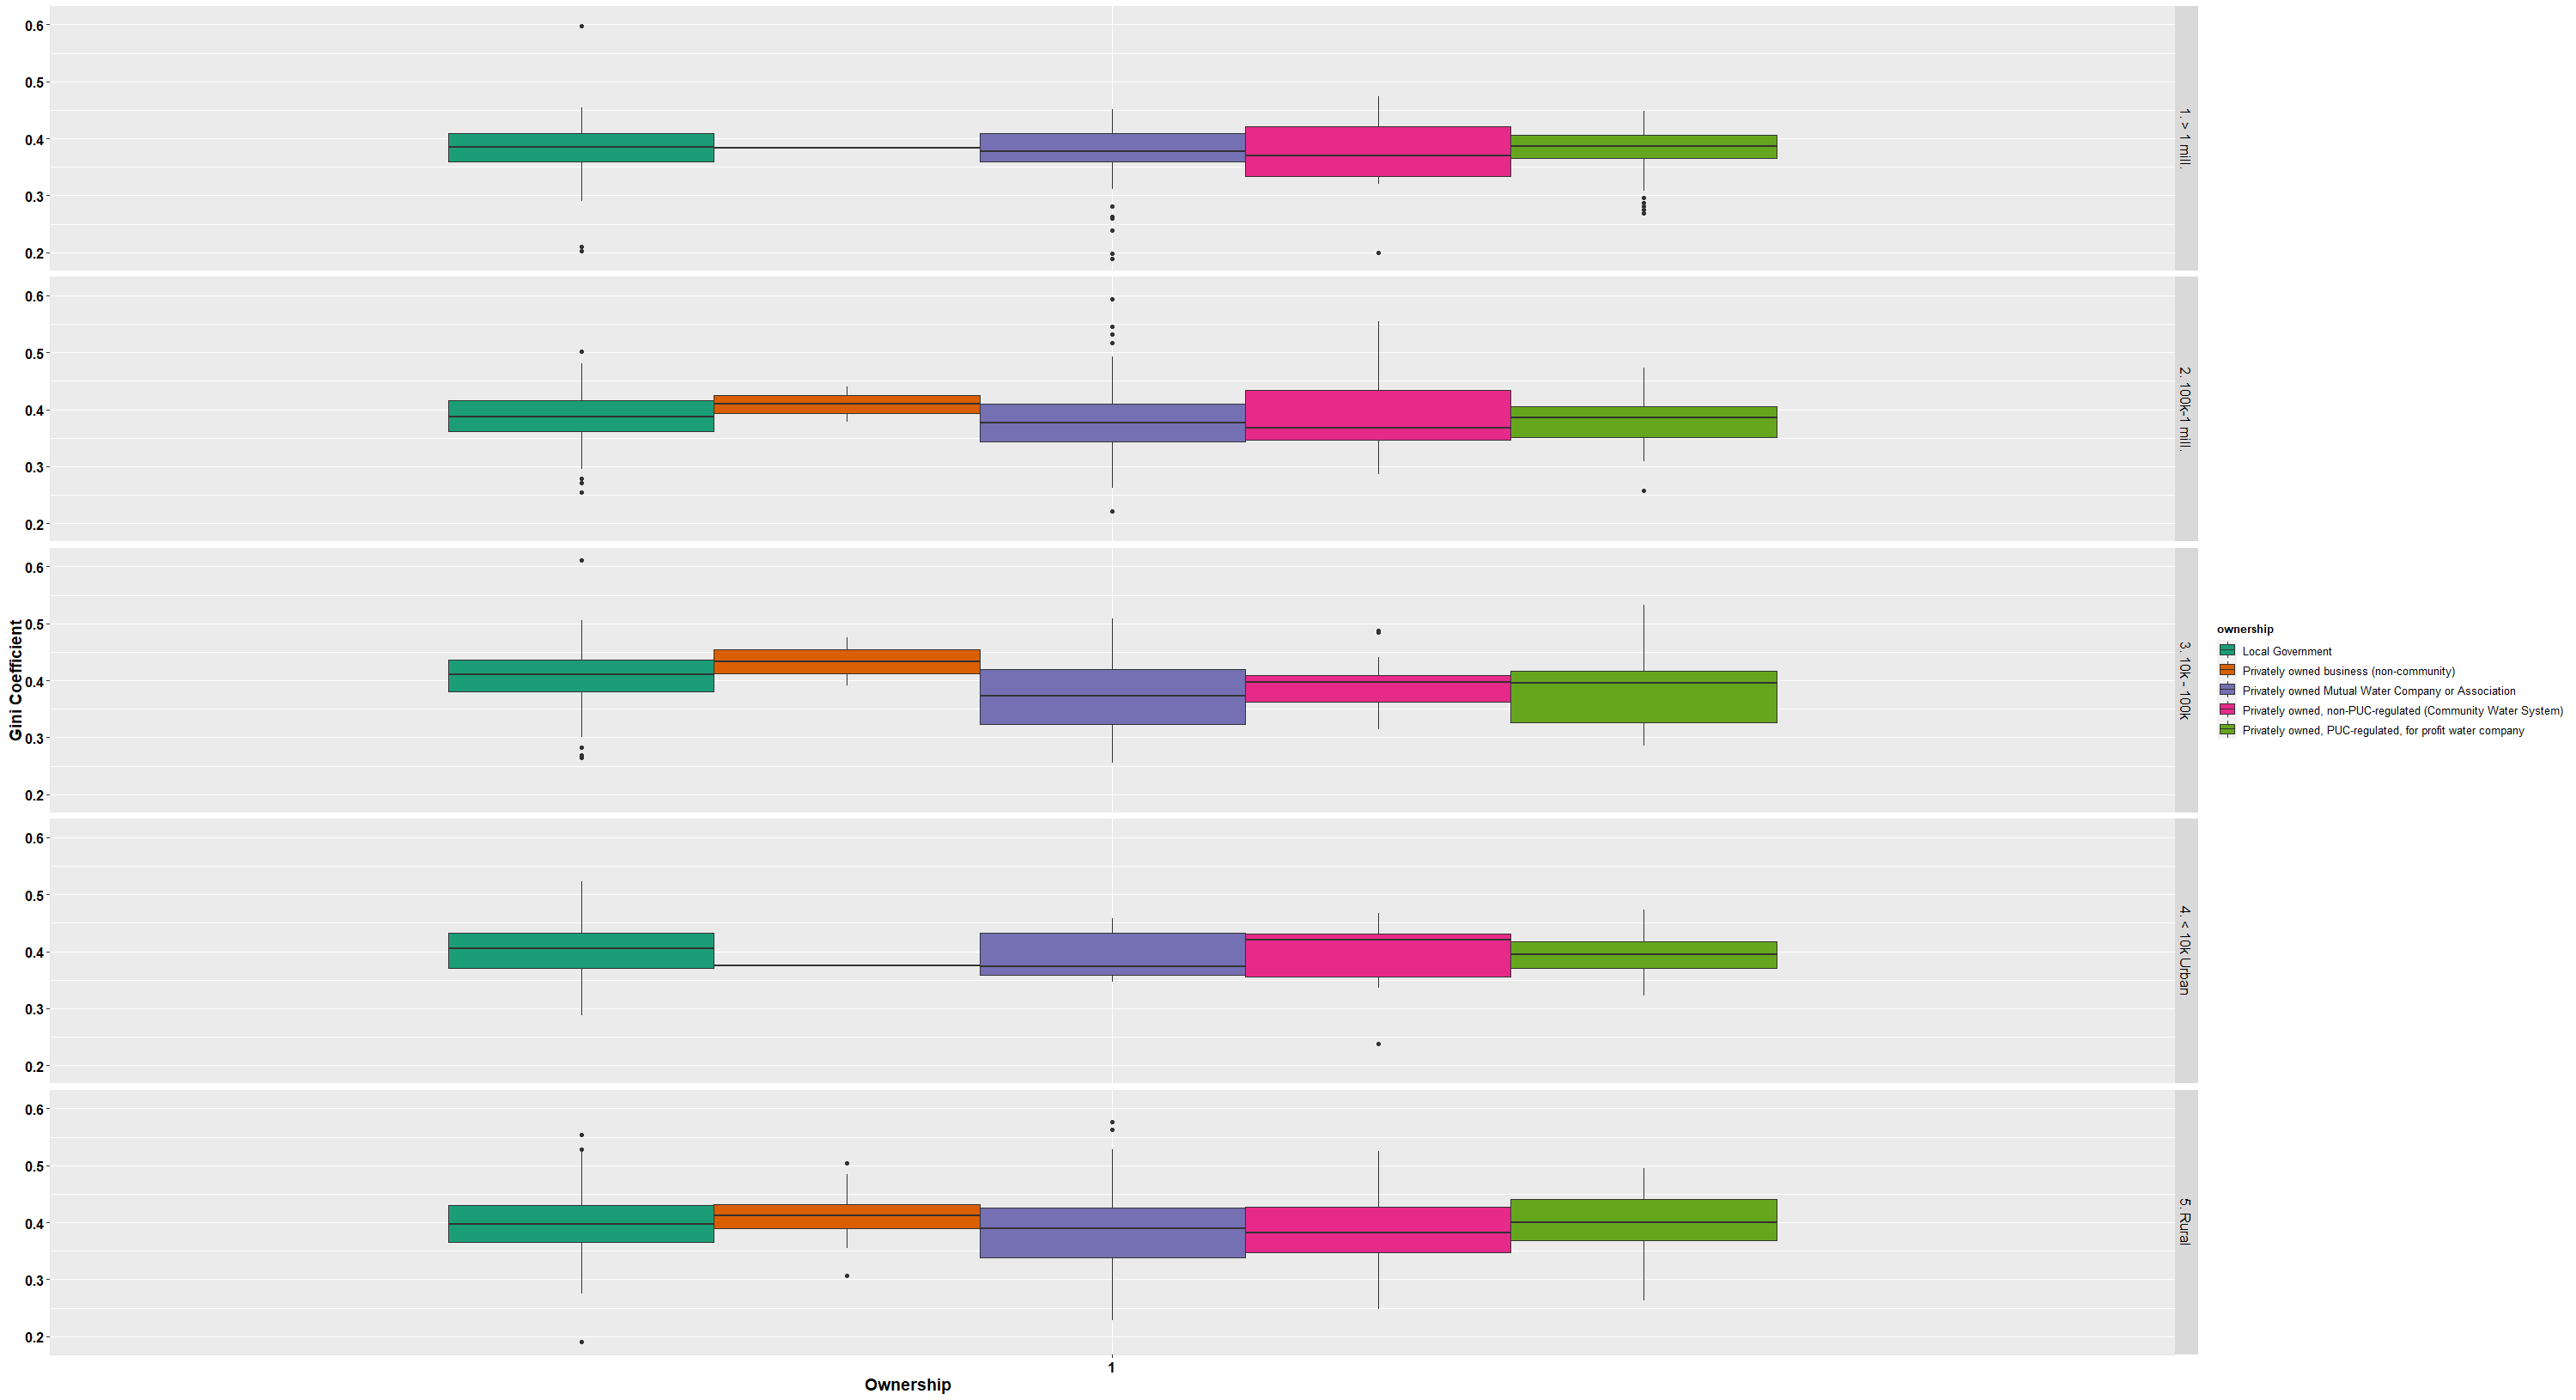 0.6
0.5
0.4
0.3
0.2
1. > 1 mill.
0.6
0.5
0.4
0.3
0.2
2. 100k-1 mill.
0.6
0.5
0.4
0.3
0.2
3. 10k - 100k
0.6
0.5
0.4
0.3
0.2
4. < 10k Urban
0.6
0.5
0.4
0.3
0.2
5. Rural
Gini Coefficient
1
Ownership
ownership
Local Government
Privately owned business (non-community)
Privately owned Mutual Water Company or Association
Privately owned, non-PUC-regulated (Community Water System)
Privately owned, PUC-regulated, for profit water company